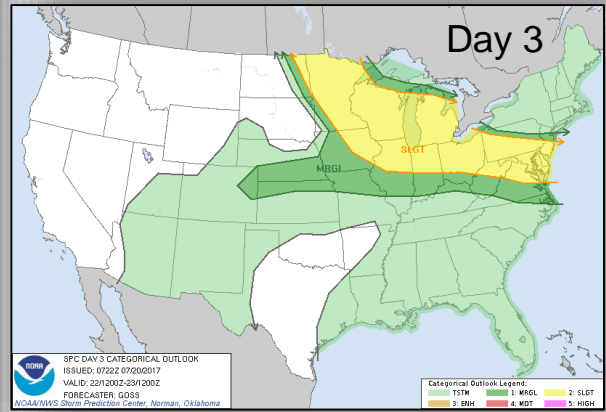 Day 3
SLGT
MRGL
NOAA
SPC DAY 3 CATEGORICAL OUTLOOK
ISSUED: 0722Z 07/20/2017
VALID: 22/1200Z-23/1200Z
FORECASTER: GOSS
NOAA/NWS Storm Prediction Center, Norman, Oklahoma
Categorical Outlook Legend:
TSTM 1: MRGL 2: SLGT
3: ENH 4: MDT 5: HIGH